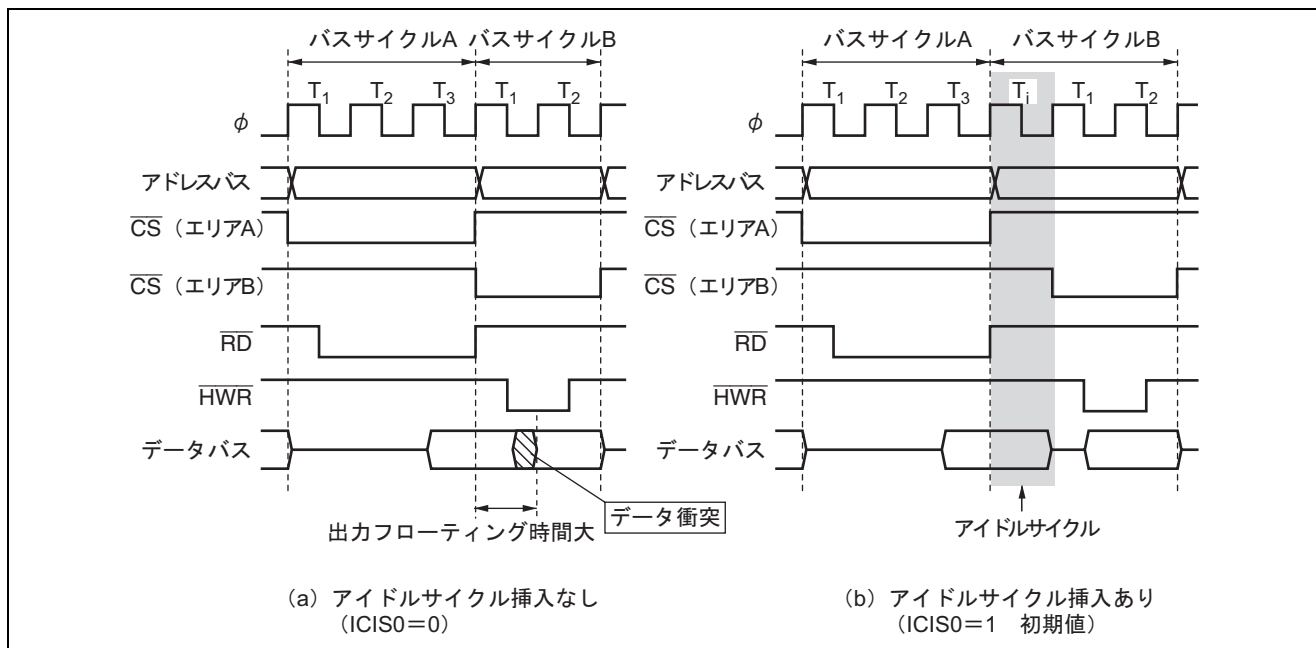 バスサイクルA バスサイクルB
T1 T2 T3 T1 T2
φ
アドレスバス
CS（エリアA）
CS（エリアB）
RD
HWR
データバス
データ衝突
出力フローティング時間大
(a) アイドルサイクル挿入なし
（ICIS0＝0）
バスサイクルA バスサイクルB
T1 T2 T3 Ti T1 T2
φ
アドレスバス
CS（エリアA）
CS（エリアB）
RD
HWR
データバス
アイドルサイクル
(b) アイドルサイクル挿入あり
（ICIS0＝1　初期値）